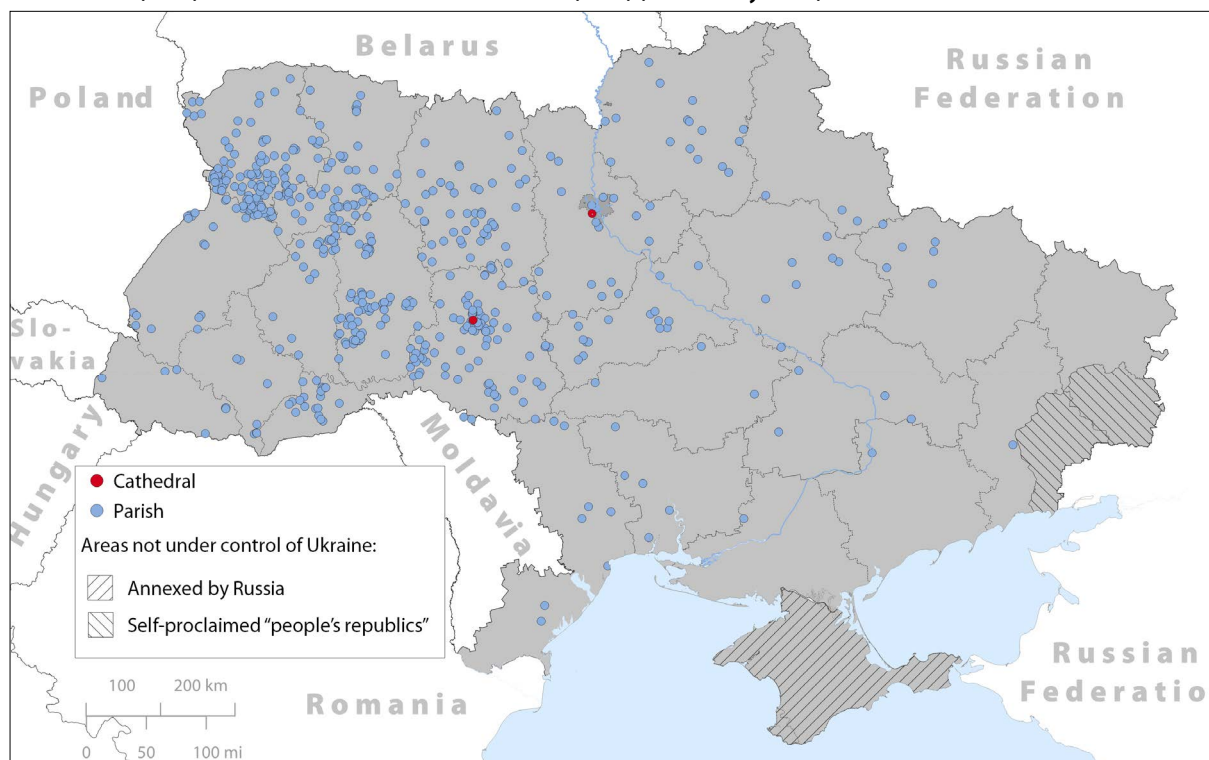 Belarus
Russian
Federation
Poland
Slo-
vakia
Hungary
Moldavia
Cathedral
Parish
Areas not under control of Ukraine:
Annexed by Russia
Self-proclaimed "people's republics"
100 200 km
0 50 100 mi
Romania
Russian
Federatio